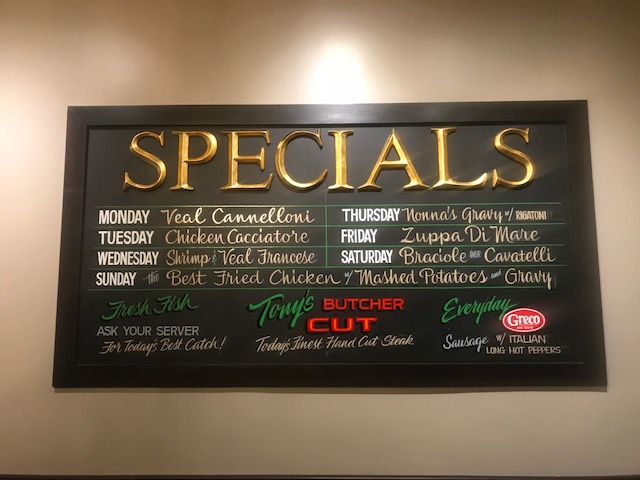 SPECIALS
MONDAY Veal Cannelloni
TUESDAY Chicken Cacciatore
WEDNESDAY Shrimp & Veal Francese
THURSDAY Nonna's Gravy w/ RIGATONI
FRIDAY Zuppa Di Mare
SATURDAY Braciole OVER Cavatelli
SUNDAY the Best Fried Chicken w/ Mashed Potatoes and Gravy
Fresh Fish
ASK YOUR SERVER
For Today's Best Catch!
Tony's BUTCHER
CUT
Today's Finest Hand Cut Steak
Everyday
Greco
Sausage w/ ITALIAN
LONG HOT PEPPERS